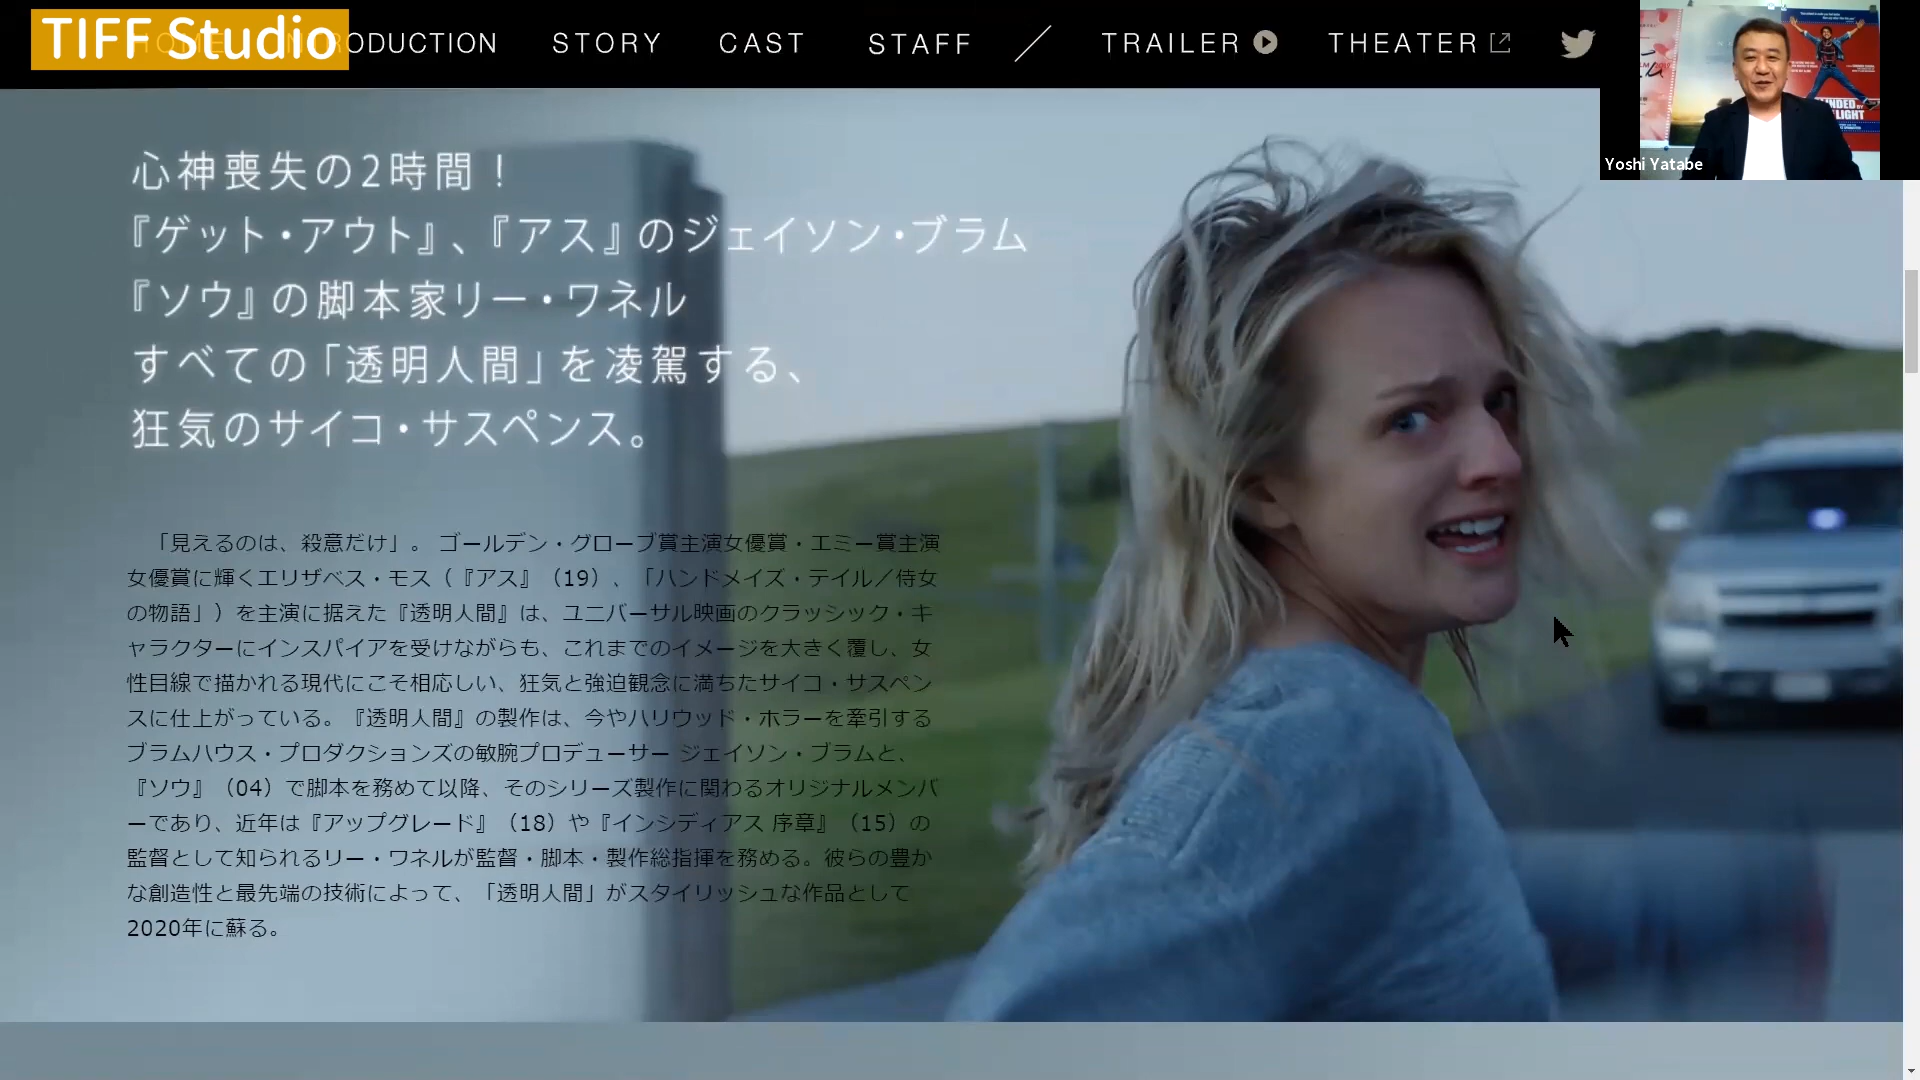 TIFF Studio
HOME INTRODUCTION STORY CAST STAFF / TRAILER THEATER
Yoshi Yatabe
心神喪失の2時間！
『ゲット・アウト』、『アス』のジェイソン・ブラム
『ソウ』の脚本家リー・ワネル
すべての「透明人間」を凌駕する、
狂気のサイコ・サスペンス。
「見えるのは、殺意だけ」。 ゴールデン・グローブ賞主演女優賞・エミー賞主演
女優賞に輝くエリザベス・モス（『アス』（19）、「ハンドメイズ・テイル／侍女
の物語」）を主演に据えた『透明人間』は、ユニバーサル映画のクラッシック・キ
ャラクターにインスパイアを受けながらも、これまでのイメージを大きく覆し、女
性目線で描かれる現代にこそ相応しい、狂気と強迫観念に満ちたサイコ・サスペン
スに仕上がっている。『透明人間』の製作は、今やハリウッド・ホラーを牽引する
ブラムハウス・プロダクションズの敏腕プロデューサー ジェイソン・ブラムと、
『ソウ』（04）で脚本を務めて以降、そのシリーズ製作に関わるオリジナルメンバ
ーであり、近年は『アップグレード』（18）や『インシディアス 序章』（15）の
監督として知られるリー・ワネルが監督・脚本・製作総指揮を務める。彼らの豊か
な創造性と最先端の技術によって、「透明人間」がスタイリッシュな作品として
2020年に蘇る。